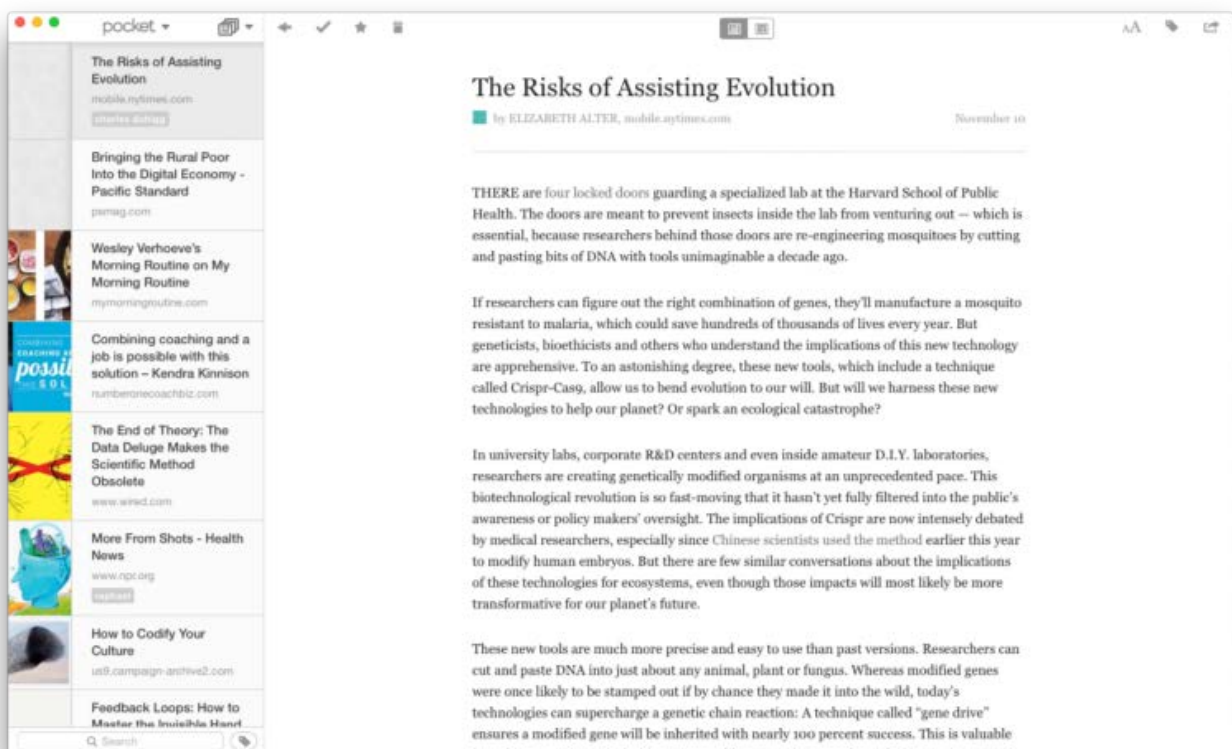 pocket
The Risks of Assisting
Evolution
mobile.nytimes.com
charles duhigg
Bringing the Rural Poor
Into the Digital Economy -
Pacific Standard
psmag.com
Wesley Verhoeve's
Morning Routine on My
Morning Routine
mymorningroutine.com
COMBINING
COACHING
possi
SOL
Combining coaching and a
job is possible with this
solution – Kendra Kinnison
numberonecoachbiz.com
The End of Theory: The
Data Deluge Makes the
Scientific Method
Obsolete
www.wired.com
More From Shots - Health
News
www.npr.org
raphael
How to Codify Your
Culture
us9.campaign-archive2.com
Feedback Loops: How to
Master the Invisible Hand
Search
AA
The Risks of Assisting Evolution
by ELIZABETH ALTER, mobile.nytimes.com November 10
THERE are four locked doors guarding a specialized lab at the Harvard School of Public
Health. The doors are meant to prevent insects inside the lab from venturing out — which is
essential, because researchers behind those doors are re-engineering mosquitoes by cutting
and pasting bits of DNA with tools unimaginable a decade ago.
If researchers can figure out the right combination of genes, they'll manufacture a mosquito
resistant to malaria, which could save hundreds of thousands of lives every year. But
geneticists, bioethicists and others who understand the implications of this new technology
are apprehensive. To an astonishing degree, these new tools, which include a technique
called Crispr-Cas9, allow us to bend evolution to our will. But will we harness these new
technologies to help our planet? Or spark an ecological catastrophe?
In university labs, corporate R&D centers and even inside amateur D.I.Y. laboratories,
researchers are creating genetically modified organisms at an unprecedented pace. This
biotechnological revolution is so fast-moving that it hasn't yet fully filtered into the public's
awareness or policy makers' oversight. The implications of Crispr are now intensely debated
by medical researchers, especially since Chinese scientists used the method earlier this year
to modify human embryos. But there are few similar conversations about the implications
of these technologies for ecosystems, even though those impacts will most likely be more
transformative for our planet's future.
These new tools are much more precise and easy to use than past versions. Researchers can
cut and paste DNA into just about any animal, plant or fungus. Whereas modified genes
were once likely to be stamped out if by chance they made it into the wild, today's
technologies can supercharge a genetic chain reaction: A technique called "gene drive"
ensures a modified gene will be inherited with nearly 100 percent success. This is valuable